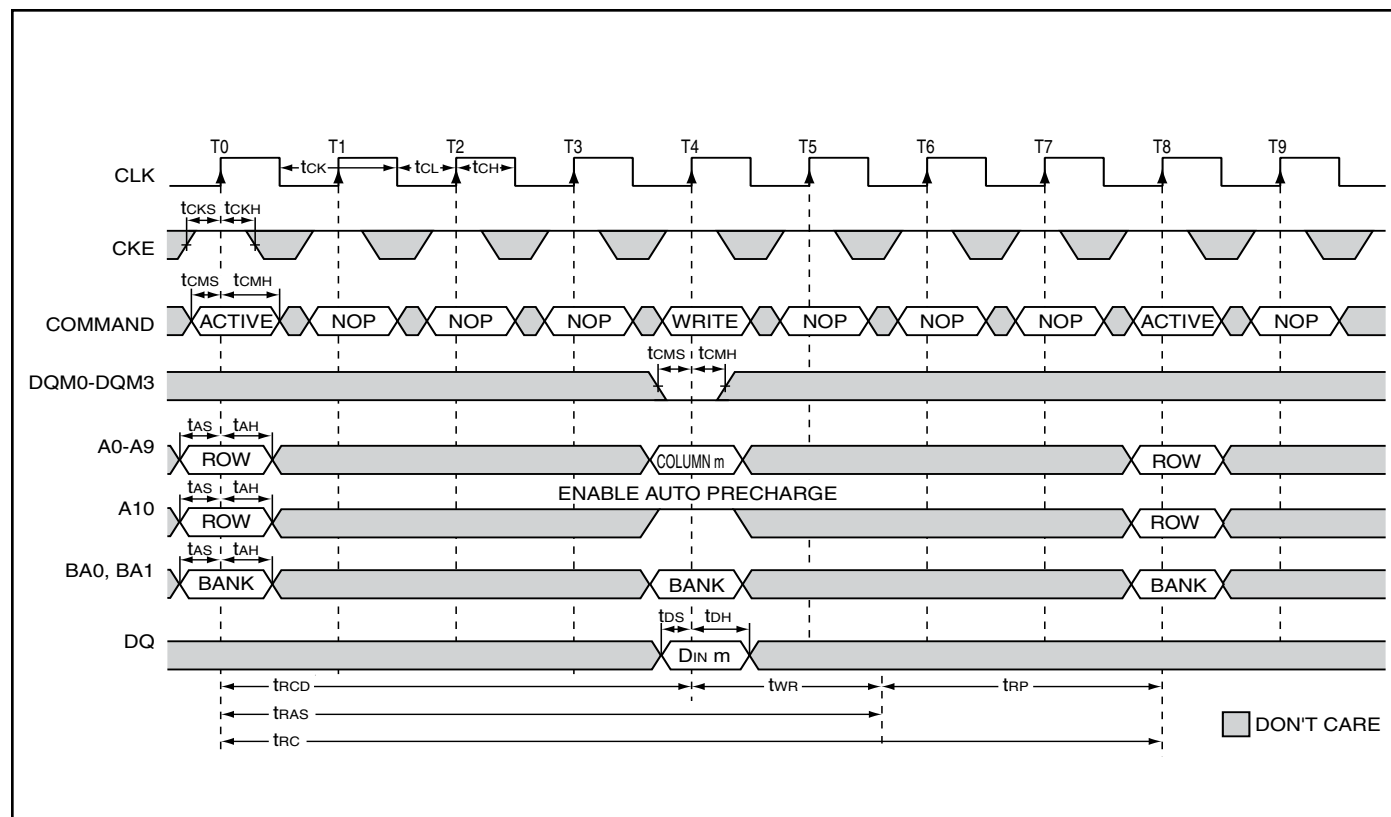 T0 T1 T2 T3 T4 T5 T6 T7 T8 T9
CLK tCK tCL tCH
tCKS tCKH
CKE
tCMS tCMH
COMMAND ACTIVE NOP NOP NOP WRITE NOP NOP NOP ACTIVE NOP
tCMS tCMH
DQM0-DQM3
tAS tAH
A0-A9 ROW COLUMN m ROW
tAS tAH ENABLE AUTO PRECHARGE
A10 ROW ROW
tAS tAH
BA0, BA1 BANK BANK BANK
tDS tDH
DQ DIN m
tRCD tWR tRP
tRAS
tRC
DON'T CARE